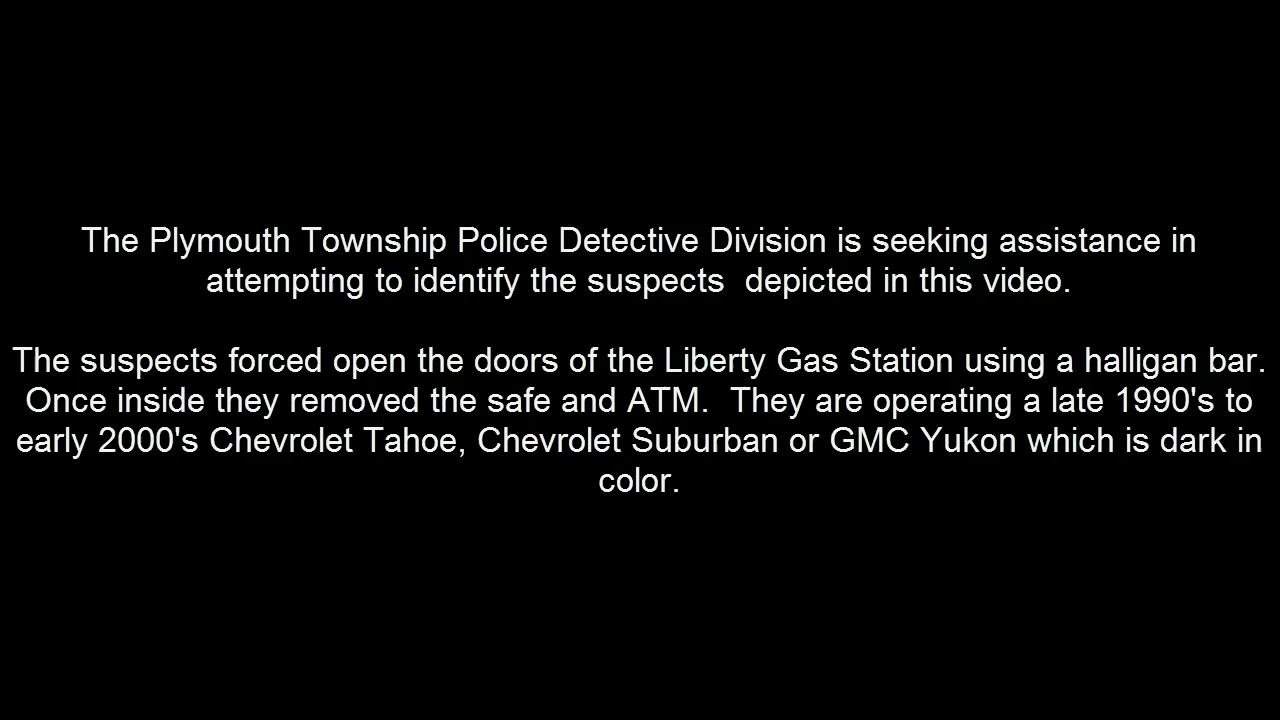 The Plymouth Township Police Detective Division is seeking assistance in
attempting to identify the suspects  depicted in this video.
The suspects forced open the doors of the Liberty Gas Station using a halligan bar.
Once inside they removed the safe and ATM.  They are operating a late 1990's to
early 2000's Chevrolet Tahoe, Chevrolet Suburban or GMC Yukon which is dark in
color.